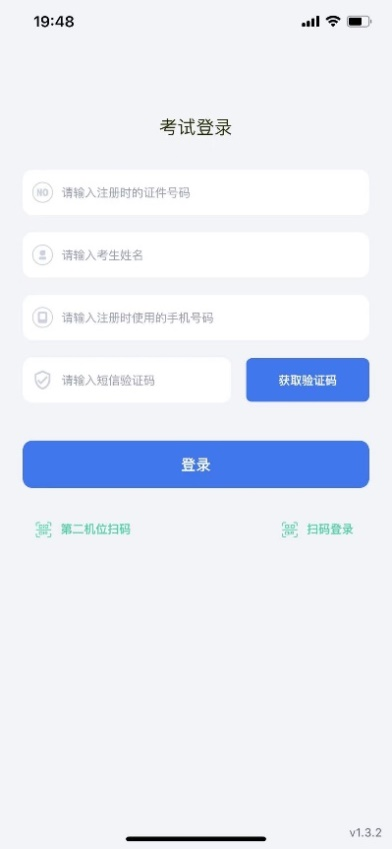 19:48
考试登录
NO 请输入注册时的证件号码
请输入考生姓名
请输入注册时使用的手机号码
请输入短信验证码 获取验证码
登录
第二机位扫码 扫码登录
v1.3.2